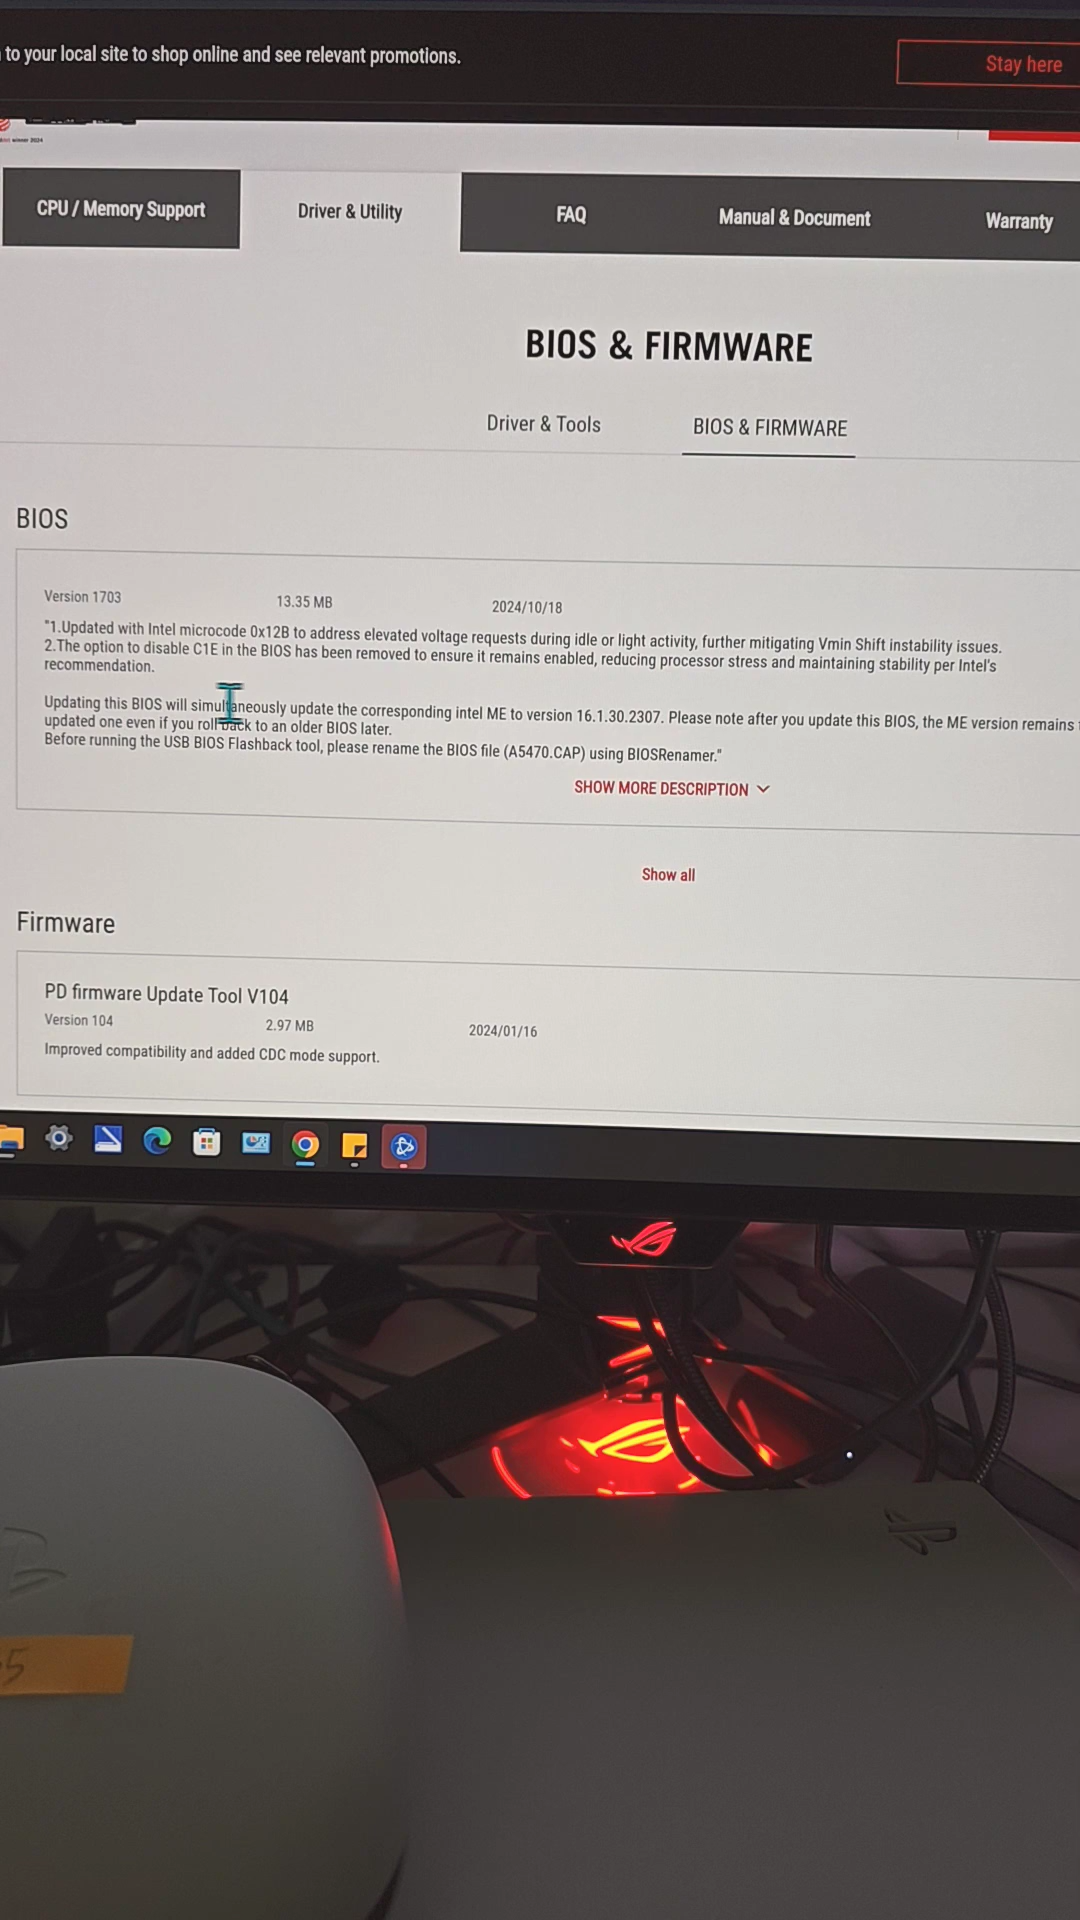 to your local site to shop online and see relevant promotions.
Stay here
winner 2024
CPU / Memory Support
Driver & Utility
FAQ
Manual & Document
Warranty
BIOS & FIRMWARE
Driver & Tools
BIOS & FIRMWARE
BIOS
Version 1703
13.35 MB
2024/10/18
"1.Updated with Intel microcode 0x12B to address elevated voltage requests during idle or light activity, further mitigating Vmin Shift instability issues.
2.The option to disable C1E in the BIOS has been removed to ensure it remains enabled, reducing processor stress and maintaining stability per Intel's
recommendation.
Updating this BIOS will simultaneously update the corresponding intel ME to version 16.1.30.2307. Please note after you update this BIOS, the ME version remains
updated one even if you roll back to an older BIOS later.
Before running the USB BIOS Flashback tool, please rename the BIOS file (A5470.CAP) using BIOSRenamer."
SHOW MORE DESCRIPTION
Show all
Firmware
PD firmware Update Tool V104
Version 104
2.97 MB
2024/01/16
Improved compatibility and added CDC mode support.
5